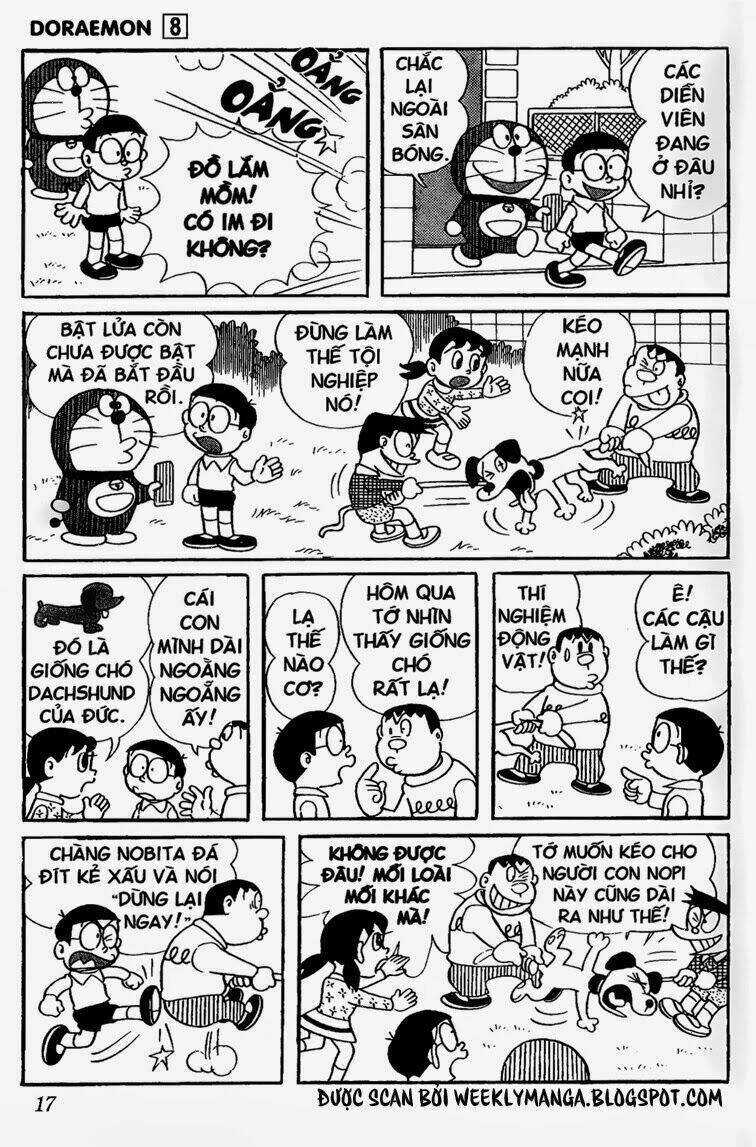 DORAEMON 8
CÁC
DIỄN
VIÊN
ĐANG
Ở ĐÂU
NHỈ?
CHẮC
LẠI
NGOÀI
SÂN
BÓNG.
OẲNG
OẲNG
ĐỒ LẮM
MỒM!
CÓ IM ĐI
KHÔNG?
KÉO
MẠNH
NỮA
COI!
ĐỪNG LÀM
THẾ TỘI
NGHIỆP
NÓ!
BẬT LỬA CÒN
CHƯA ĐƯỢC BẬT
MÀ ĐÃ BẮT ĐẦU
RỒI.
Ê!
CÁC CẬU
LÀM GÌ
THẾ?
THÍ
NGHIỆM
ĐỘNG
VẬT!
HÔM QUA
TỚ NHÌN
THẤY GIỐNG
CHÓ
RẤT LẠ!
LẠ
THẾ
NÀO
CƠ?
CÁI
CON
MÌNH DÀI
NGOẰNG
NGOẴNG
ẤY!
ĐÓ LÀ
GIỐNG CHÓ
DACHSHUND
CỦA ĐỨC.
TỚ MUỐN KÉO CHO
NGƯỜI CON NOPI
NÀY CŨNG DÀI
RA NHƯ THẾ!
KHÔNG ĐƯỢC
ĐÂU! MỖI LOÀI
MỖI KHÁC
MÀ!
CHÀNG NOBITA ĐÁ
ĐÍT KẺ XẤU VÀ NÓI
"DỪNG LẠI
NGAY!"
17
ĐƯỢC SCAN BỞI WEEKLYMANGA.BLOGSPOT.COM